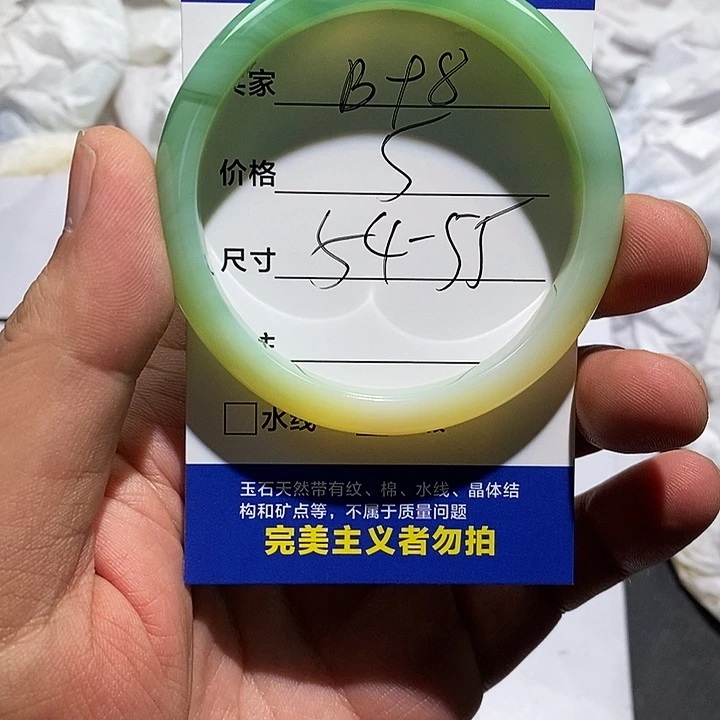 家 B+8
价格 5
尺寸 54-55
水线
玉石天然带有纹、棉、水线、晶体结
构和矿点等，不属于质量问题
完美主义者勿拍